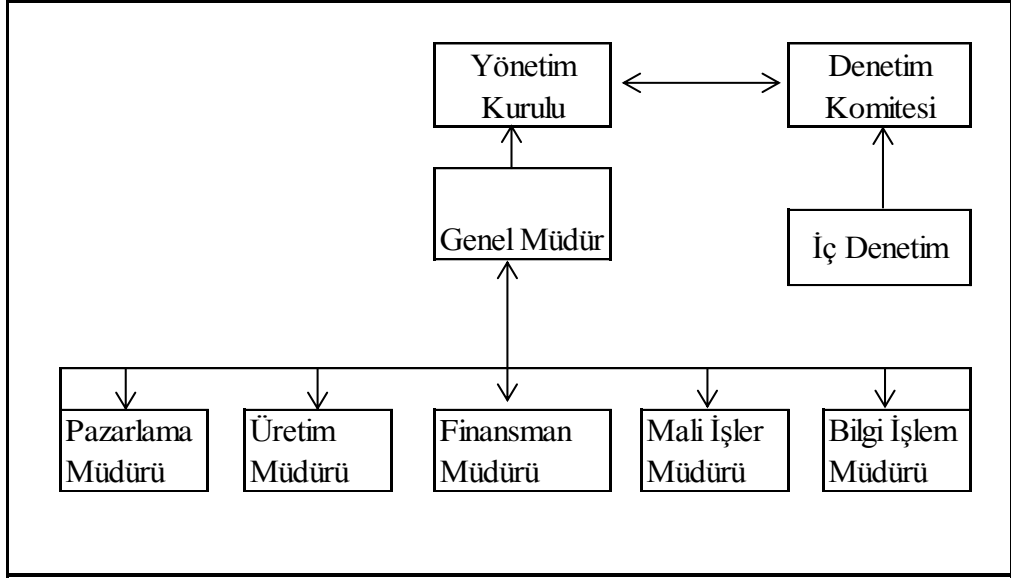 Yönetim
Kurulu
Denetim
Komitesi
Genel Müdür
İç Denetim
Pazarlama
Müdürü
Üretim
Müdürü
Finansman
Müdürü
Mali İşler
Müdürü
Bilgi İşlem
Müdürü